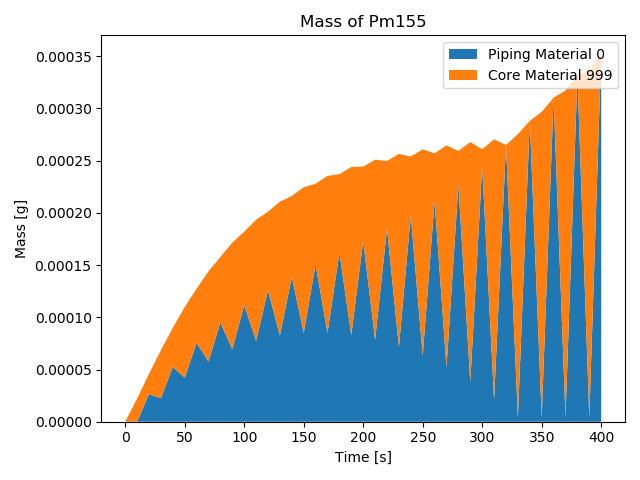 Mass of Pm155
Piping Material 0
Core Material 999
0.00035
0.00030
0.00025
0.00020
0.00015
0.00010
0.00005
0.00000
Mass [g]
0 50 100 150 200 250 300 350 400
Time [s]